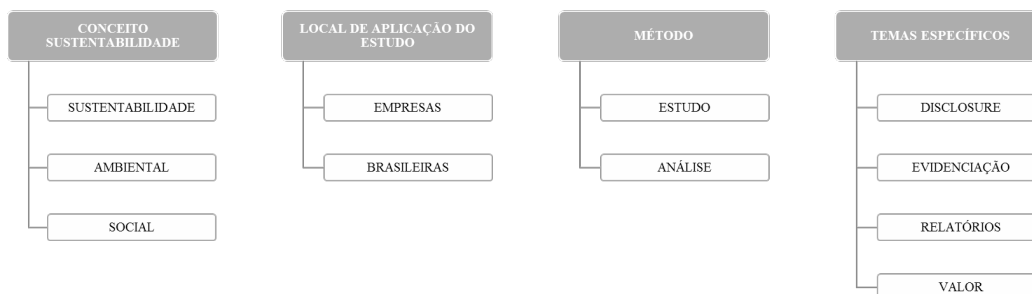 CONCEITO
SUSTENTABILIDADE
SUSTENTABILIDADE
AMBIENTAL
SOCIAL
LOCAL DE APLICAÇÃO DO
ESTUDO
EMPRESAS
BRASILEIRAS
MÉTODO
ESTUDO
ANÁLISE
TEMAS ESPECÍFICOS
DISCLOSURE
EVIDENCIAÇÃO
RELATÓRIOS
VALOR